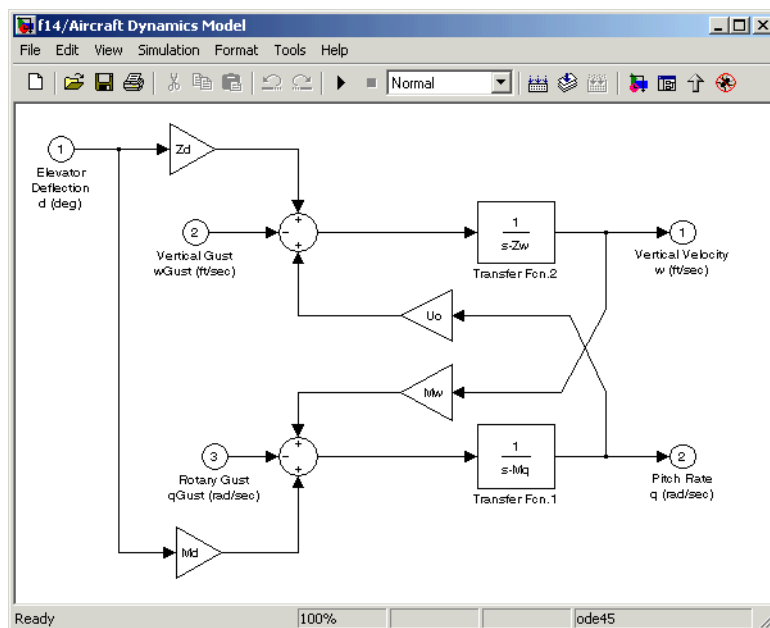 f14/Aircraft Dynamics Model
File Edit View Simulation Format Tools Help
Normal
1
Elevator
Deflection
d (deg)
Zd
2
Vertical Gust
wGust (ft/sec)
1
s-Zw
Transfer Fcn.2
1
Vertical Velocity
w (ft/sec)
Uo
Mw
3
Rotary Gust
qGust (rad/sec)
1
s-Mq
Transfer Fcn.1
2
Pitch Rate
q (rad/sec)
Md
Ready 100% ode45